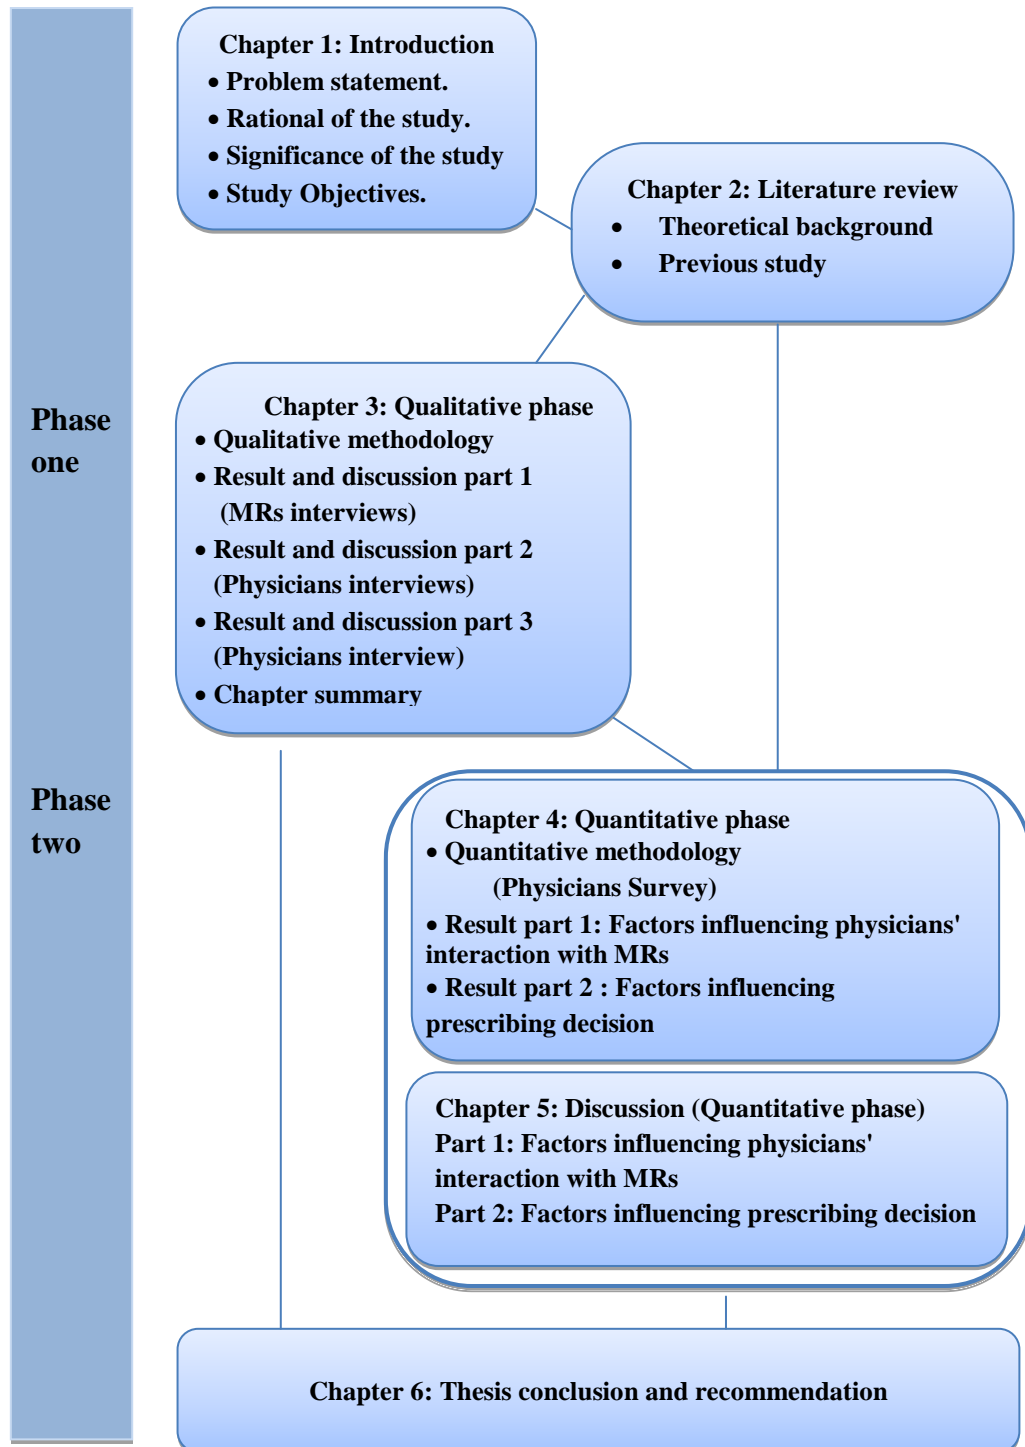 Chapter 1: Introduction
• Problem statement.
• Rational of the study.
• Significance of the study
• Study Objectives.
Chapter 2: Literature review
• Theoretical background
• Previous study
Phase
one
Chapter 3: Qualitative phase
• Qualitative methodology
• Result and discussion part 1
(MRs interviews)
• Result and discussion part 2
(Physicians interviews)
• Result and discussion part 3
(Physicians interview)
• Chapter summary
Phase
two
Chapter 4: Quantitative phase
• Quantitative methodology
(Physicians Survey)
• Result part 1: Factors influencing physicians'
interaction with MRs
• Result part 2 : Factors influencing
prescribing decision
Chapter 5: Discussion (Quantitative phase)
Part 1: Factors influencing physicians'
interaction with MRs
Part 2: Factors influencing prescribing decision
Chapter 6: Thesis conclusion and recommendation